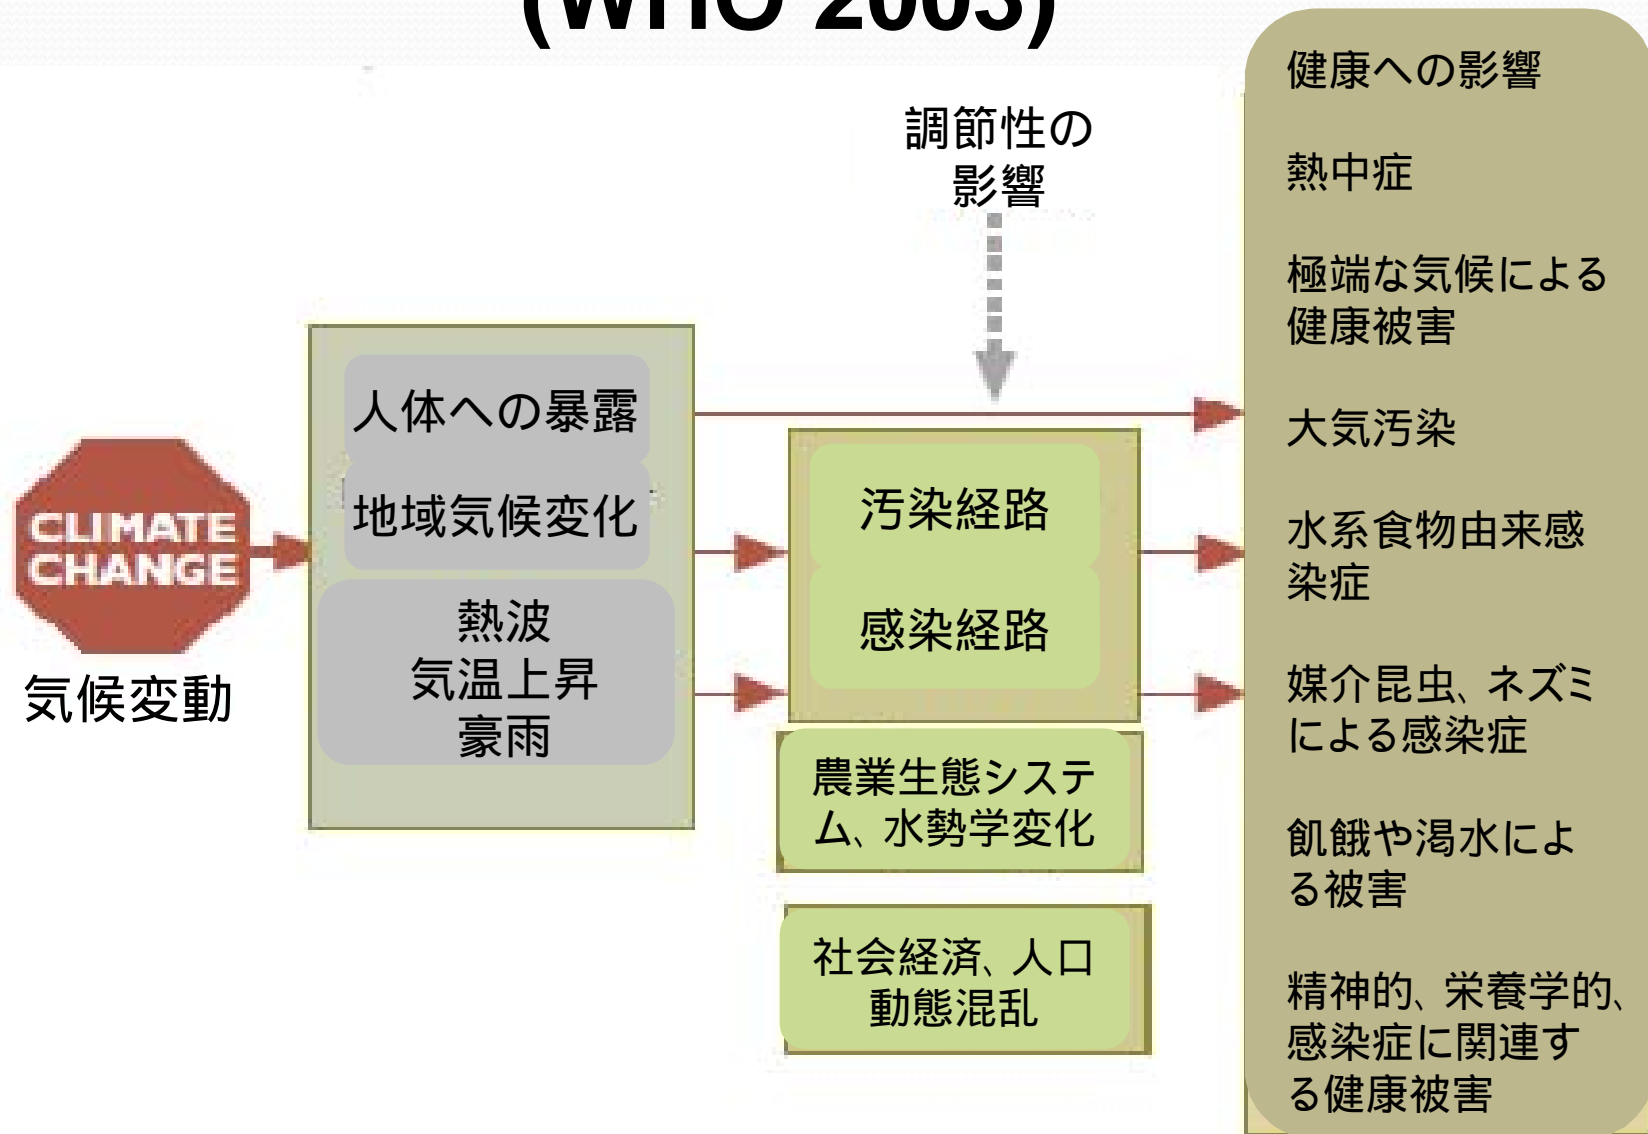 (WHO 2003)
調節性の
影響
CLIMATE
CHANGE
気候変動
人体への暴露
地域気候変化
熱波
気温上昇
豪雨
汚染経路
感染経路
農業生態システ
ム、水勢学変化
社会経済、人口
動態混乱
健康への影響
熱中症
極端な気候による
健康被害
大気汚染
水系食物由来感
染症
媒介昆虫、ネズミ
による感染症
飢餓や渇水によ
る被害
精神的、栄養学的、
感染症に関連す
る健康被害